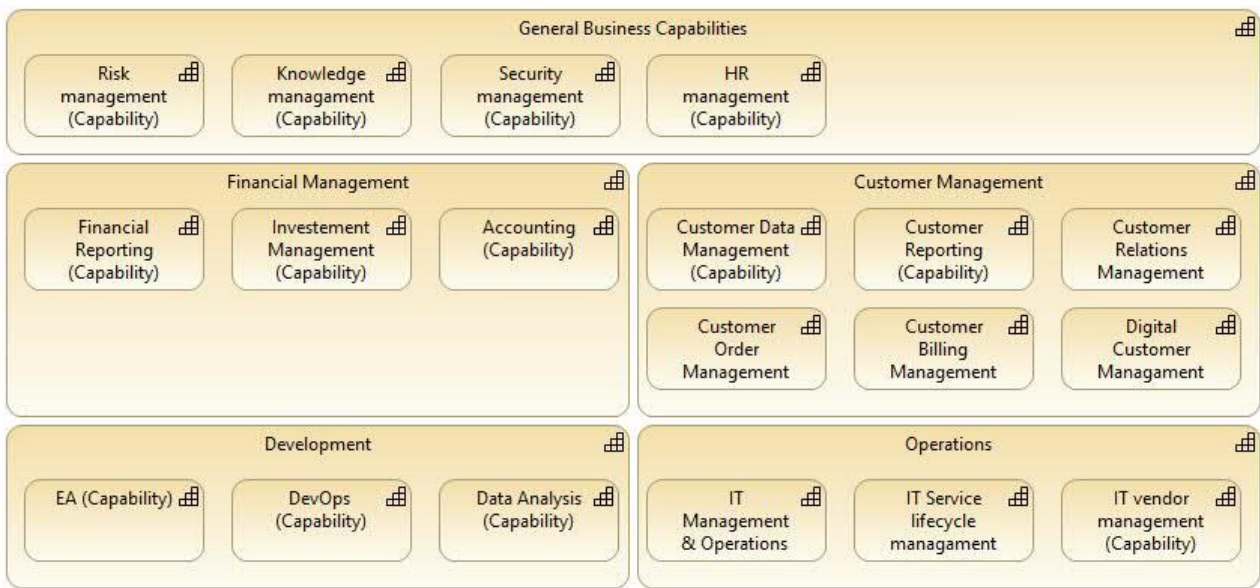 General Business Capabilities
Risk
management
(Capability)
Knowledge
managament
(Capability)
Security
management
(Capability)
HR
management
(Capability)
Financial Management
Financial
Reporting
(Capability)
Investement
Management
(Capability)
Accounting
(Capability)
Customer Management
Customer Data
Management
(Capability)
Customer
Reporting
(Capability)
Customer
Relations
Management
Customer
Order
Management
Customer
Billing
Management
Digital
Customer
Managament
Development
EA (Capability)
DevOps
(Capability)
Data Analysis
(Capability)
Operations
IT
Management
& Operations
IT Service
lifecycle
managament
IT vendor
management
(Capability)